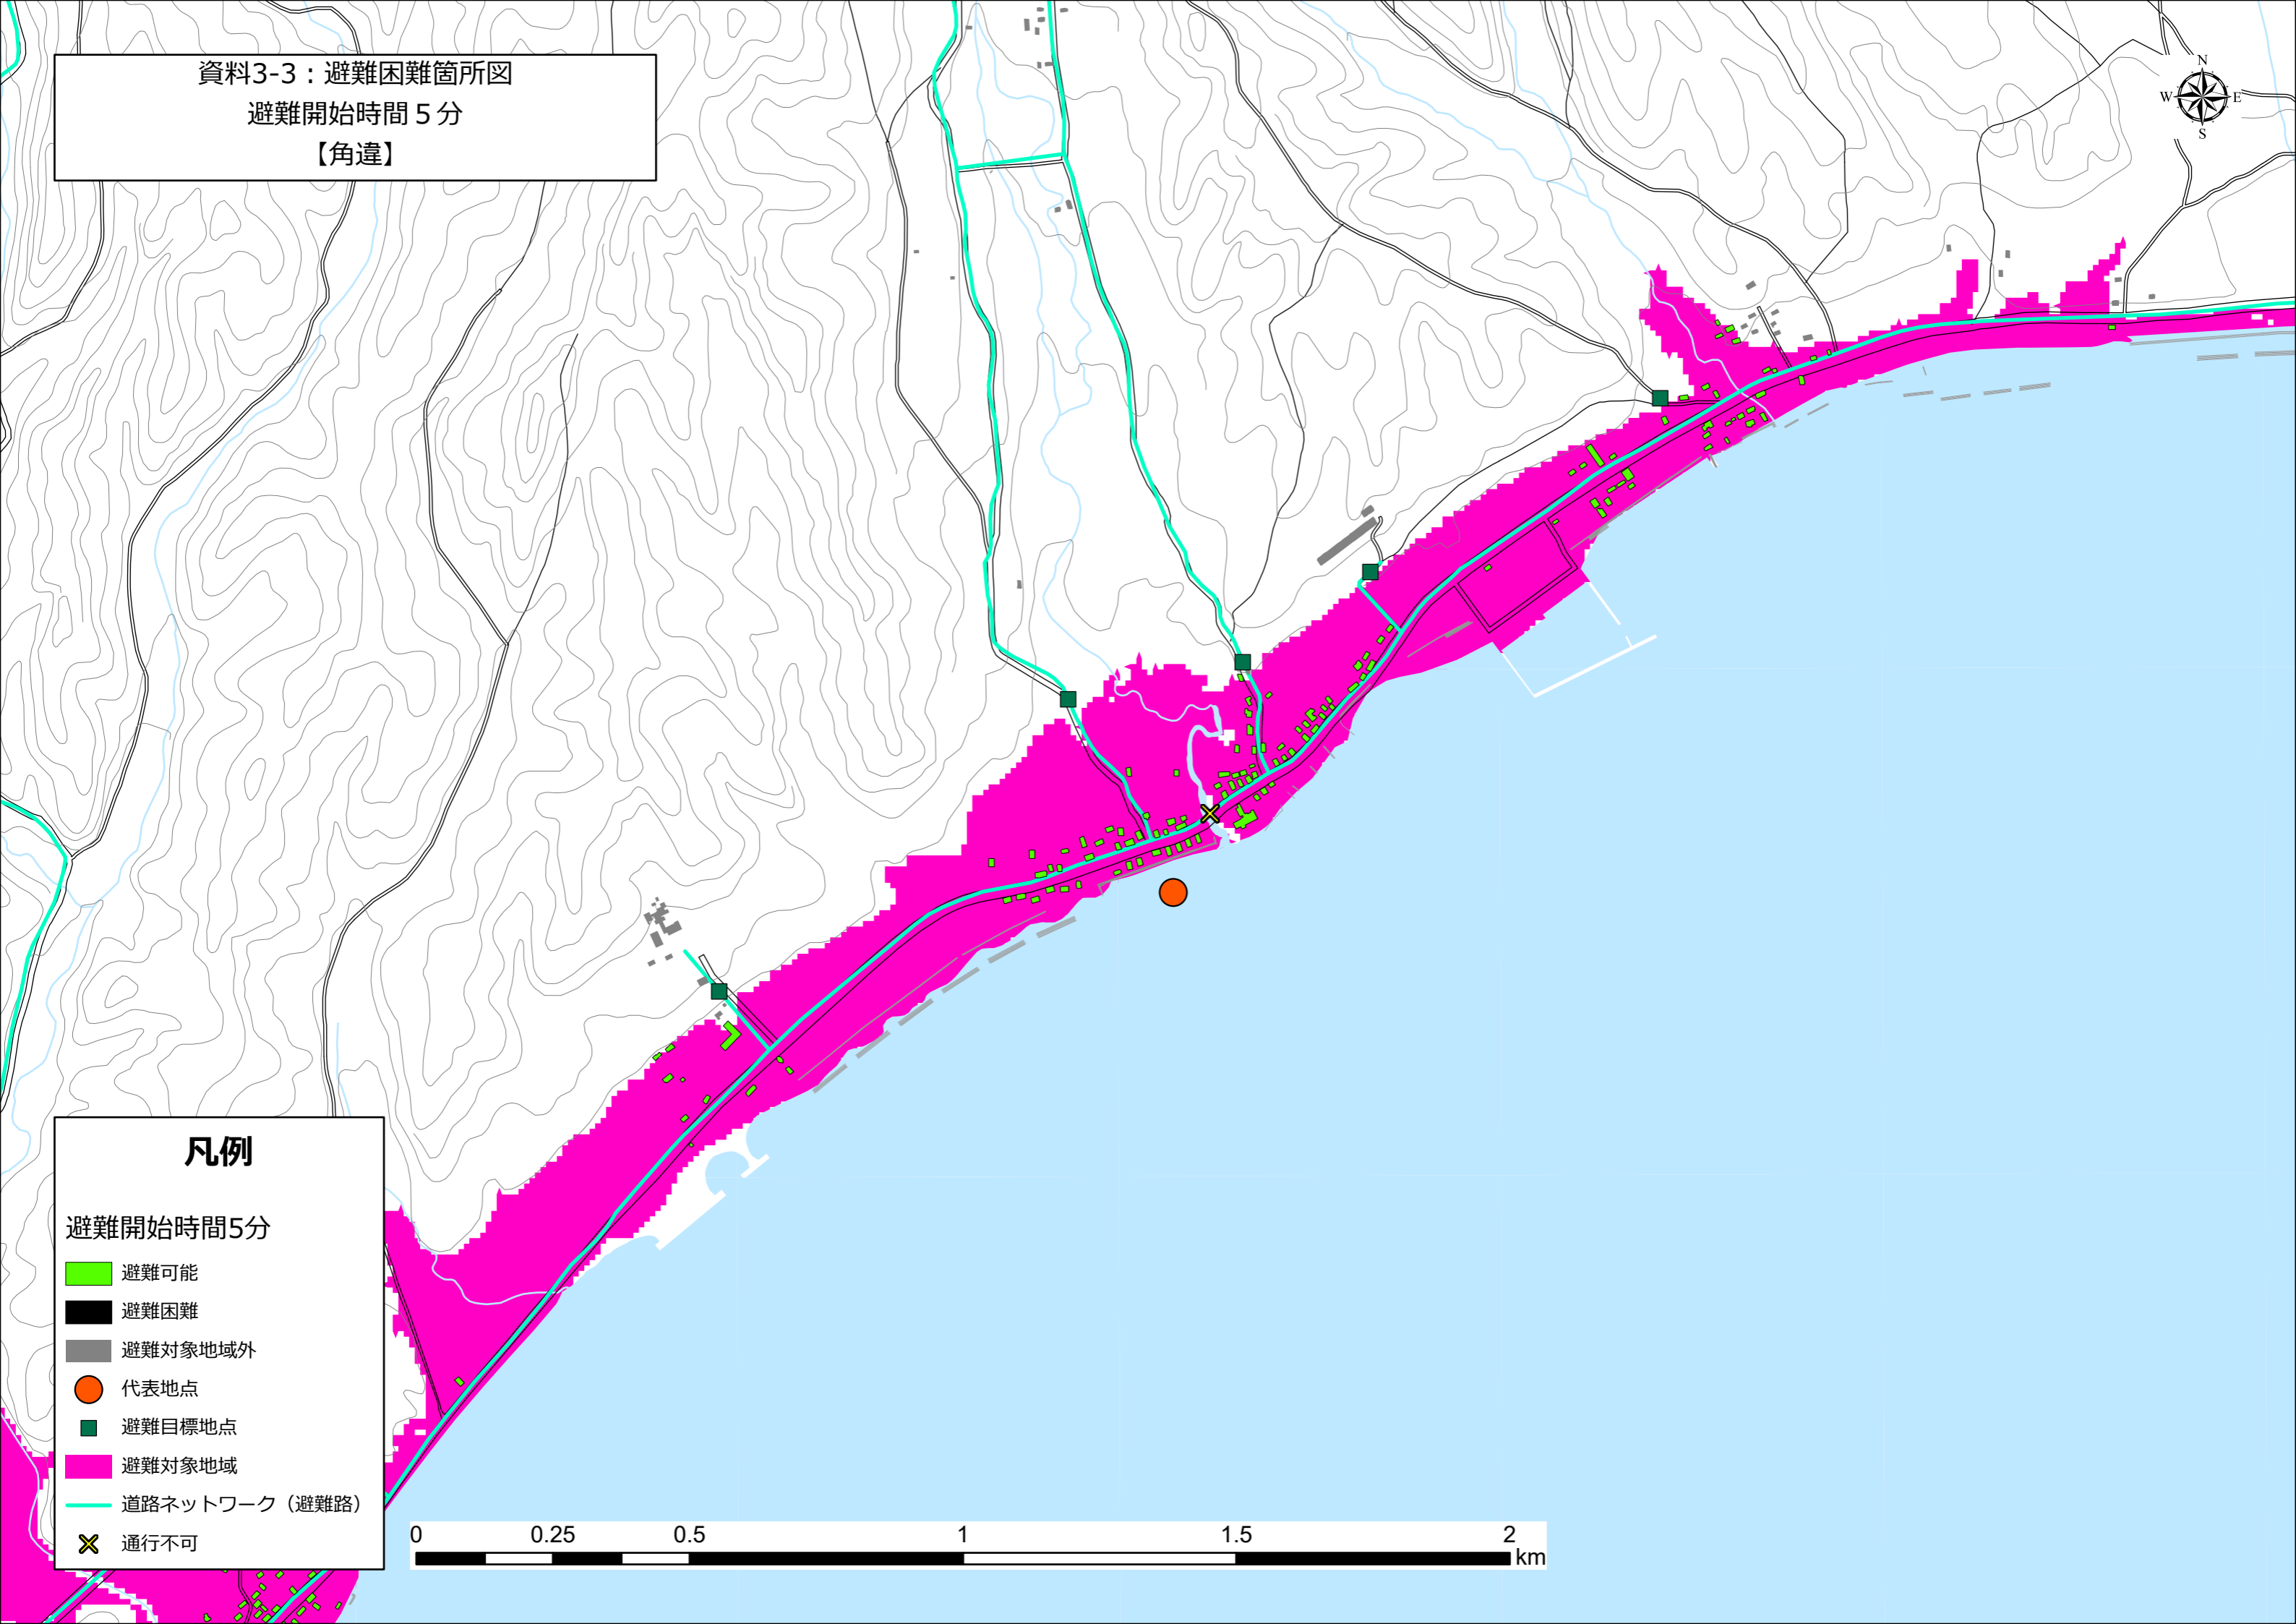 資料3-3：避難困難箇所図
避難開始時間５分
【角違】
N
W E
S
凡例
避難開始時間5分
避難可能
避難困難
避難対象地域外
代表地点
避難目標地点
避難対象地域
道路ネットワーク（避難路）
通行不可
0 0.25 0.5 1 1.5 2
km